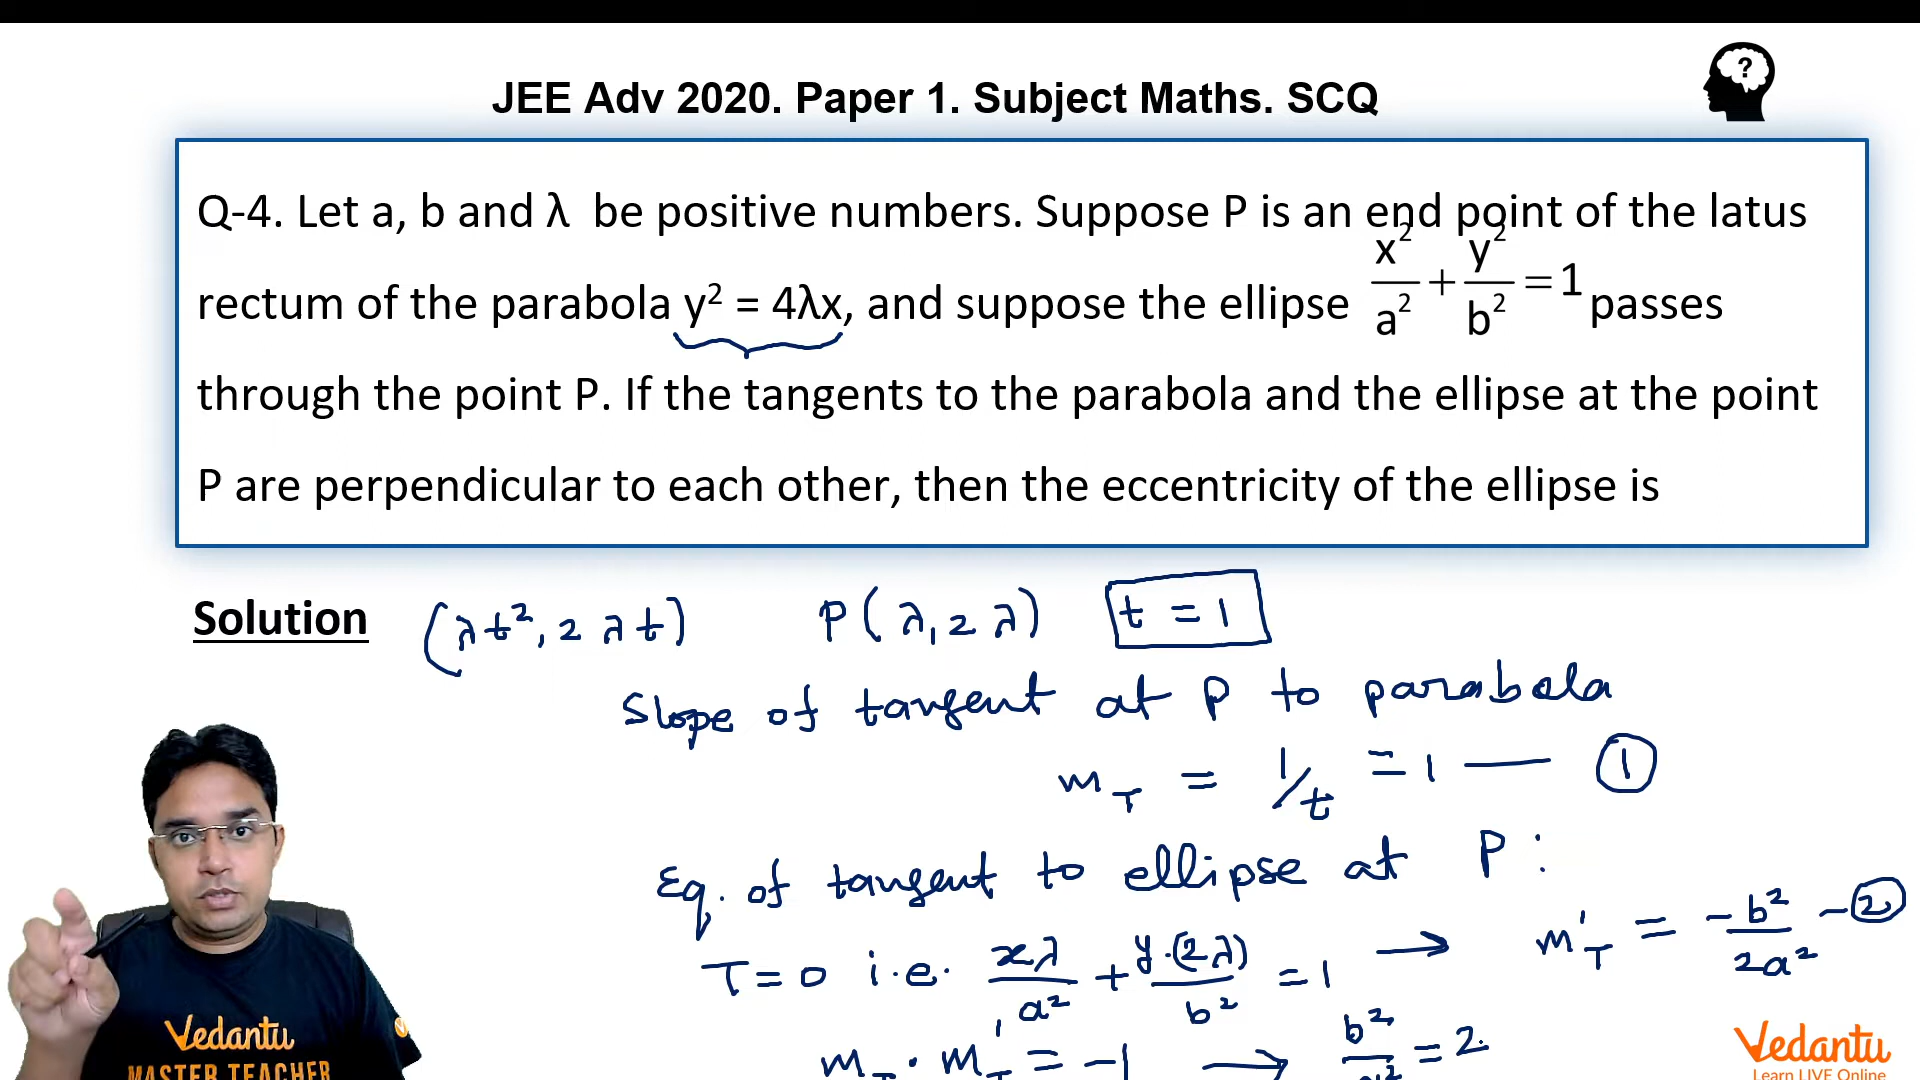 JEE Adv 2020. Paper 1. Subject Maths. SCQ
?
Q-4. Let a, b and λ be positive numbers. Suppose P is an end point of the latus
rectum of the parabola y² = 4λx, and suppose the ellipse x²/a² + y²/b² = 1 passes
through the point P. If the tangents to the parabola and the ellipse at the point
P are perpendicular to each other, then the eccentricity of the ellipse is
Solution (λt², 2λt) P(λ, 2λ) t = 1
Slope of tangent at P to parabola
m_T = 1/t = 1 — ①
Eq. of tangent to ellipse at P :
T = 0 i.e. xλ/a² + y·(2λ)/b² = 1 → m'_T = -b²/2a² - ②
m_T · m'_T = -1 → b²/a² = 2
Vedantu
MASTER TEACHER
Vedantu
Learn LIVE Online